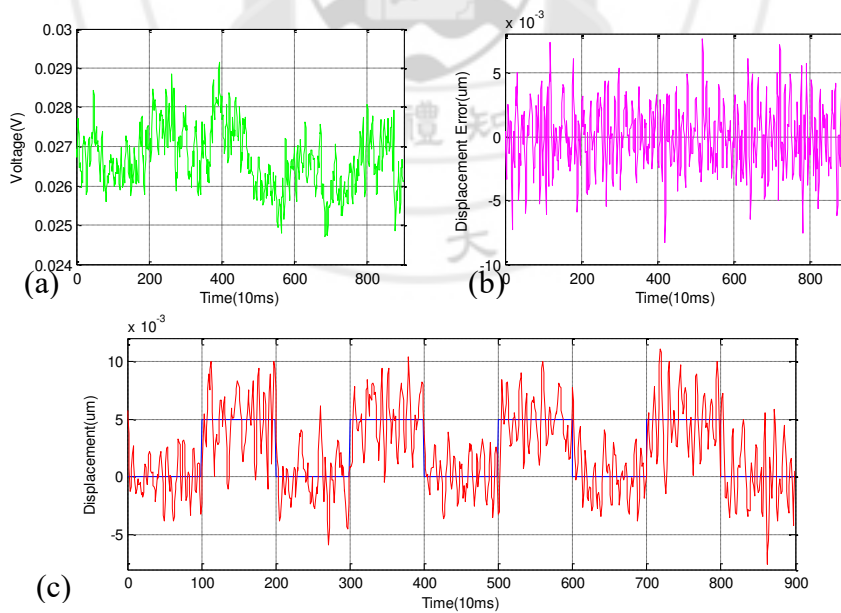 0.03
0.029
0.028
0.027
0.026
0.025
0.024
Voltage(V)
0 200 400 600 800
Time(10ms)
(a)
x 10⁻³
5
0
-5
-10
Displacement Error(um)
0 200 400 600 800
Time(10ms)
(b)
禮 知
大
x 10⁻³
10
5
0
-5
Displacement(um)
0 100 200 300 400 500 600 700 800 900
Time(10ms)
(c)